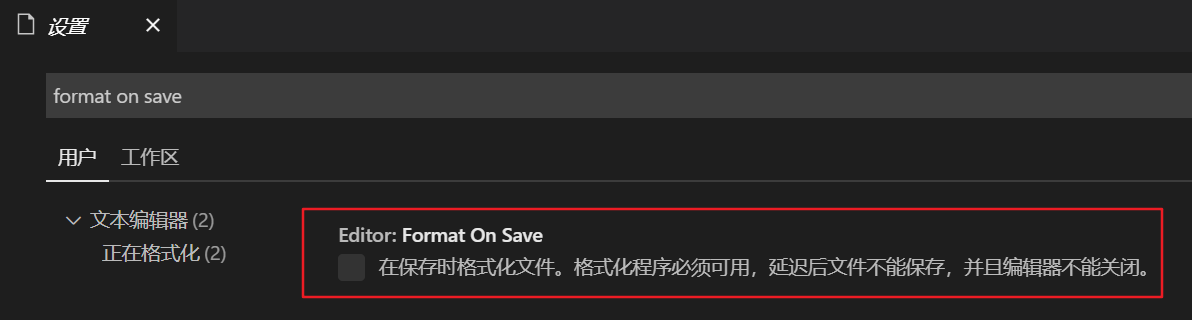 设置
format on save
用户 工作区
文本编辑器 (2)
正在格式化 (2)
Editor: Format On Save
在保存时格式化文件。格式化程序必须可用，延迟后文件不能保存，并且编辑器不能关闭。